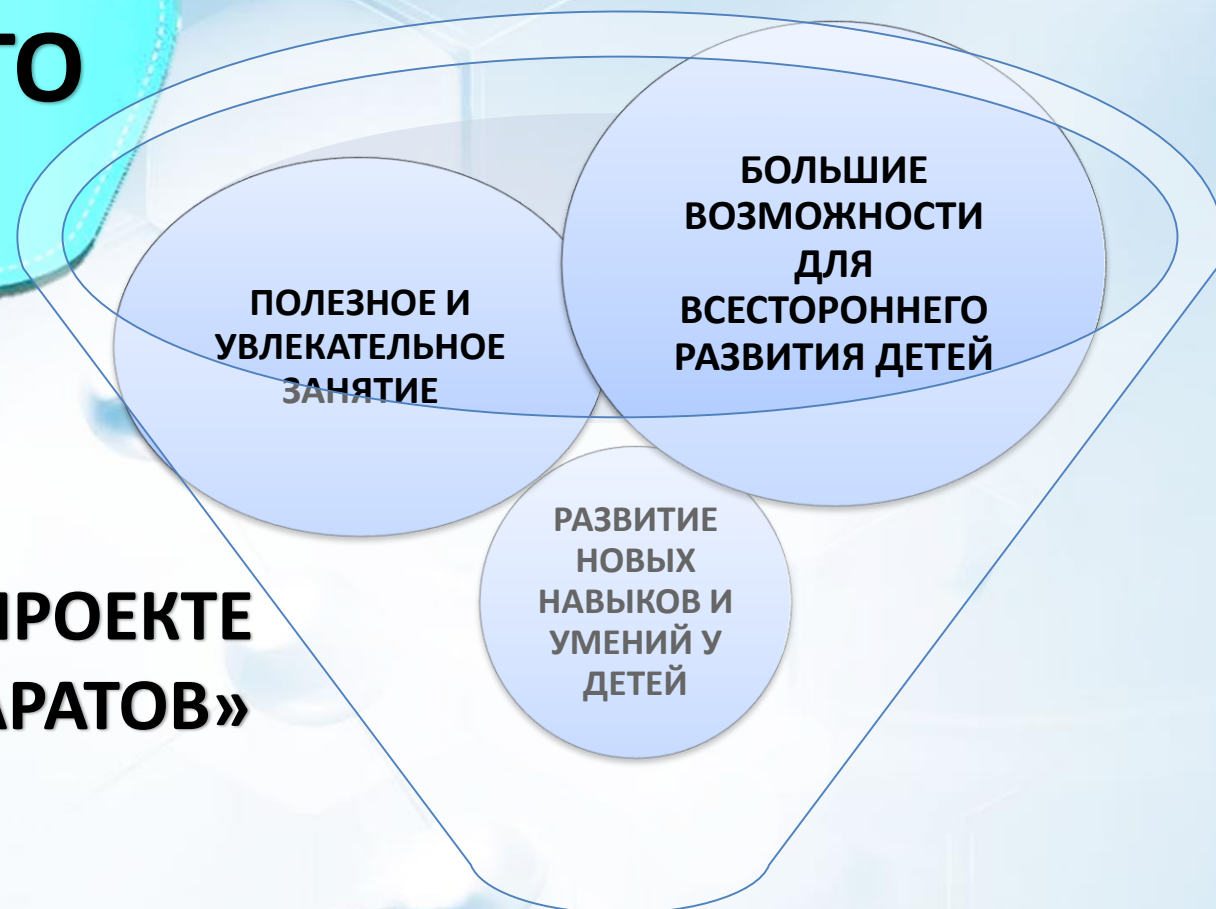 ТО
БОЛЬШИЕ
ВОЗМОЖНОСТИ
ДЛЯ
ВСЕСТОРОННЕГО
РАЗВИТИЯ ДЕТЕЙ
ПОЛЕЗНОЕ И
УВЛЕКАТЕЛЬНОЕ
ЗАНЯТИЕ
РАЗВИТИЕ
НОВЫХ
НАВЫКОВ И
УМЕНИЙ У
ДЕТЕЙ
ПРОЕКТЕ
АРАТОВ»